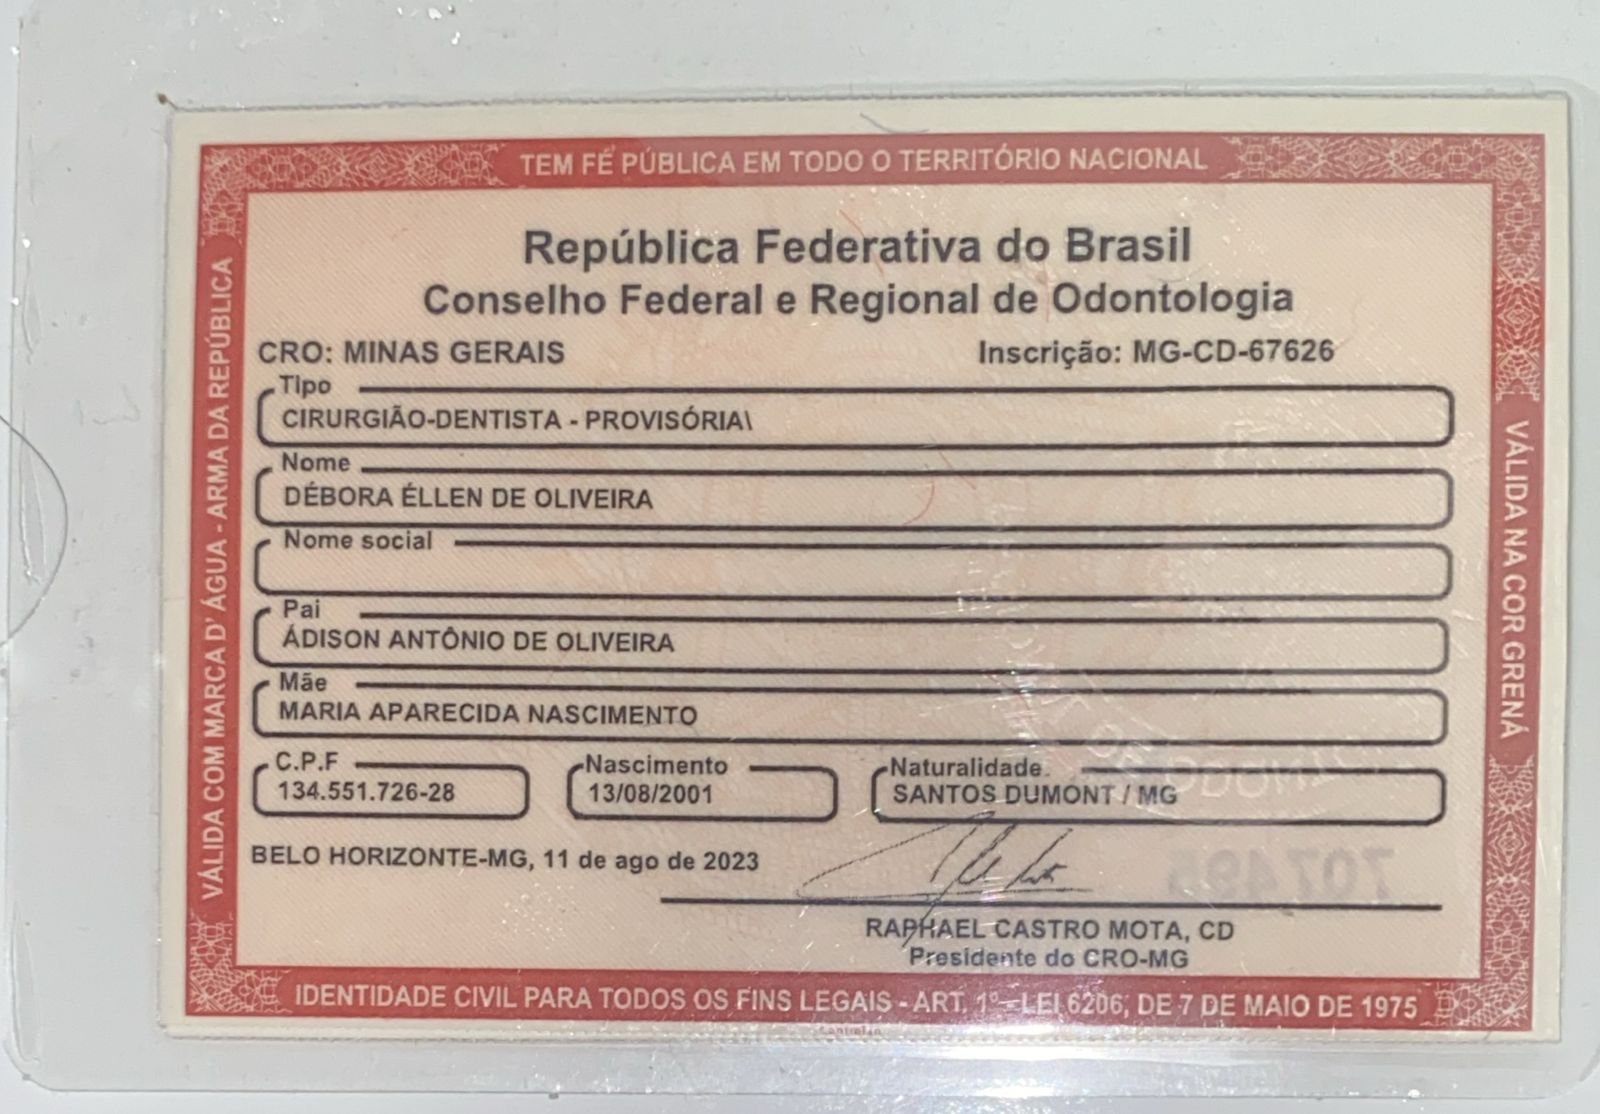 TEM FÉ PÚBLICA EM TODO O TERRITÓRIO NACIONAL
República Federativa do Brasil
Conselho Federal e Regional de Odontologia
CRO: MINAS GERAIS Inscrição: MG-CD-67626
Tipo
CIRURGIÃO-DENTISTA - PROVISÓRIA\
Nome
DÉBORA ÉLLEN DE OLIVEIRA
Nome social
Pai
ÁDISON ANTÔNIO DE OLIVEIRA
Mãe
MARIA APARECIDA NASCIMENTO
C.P.F Nascimento Naturalidade
134.551.726-28 13/08/2001 SANTOS DUMONT / MG
BELO HORIZONTE-MG, 11 de ago de 2023
RAPHAEL CASTRO MOTA, CD
Presidente do CRO-MG
IDENTIDADE CIVIL PARA TODOS OS FINS LEGAIS - ART. 1º - LEI 6206, DE 7 DE MAIO DE 1975
VÁLIDA COM MARCA D' ÁGUA - ARMA DA REPÚBLICA
VÁLIDA NA COR GRENÁ